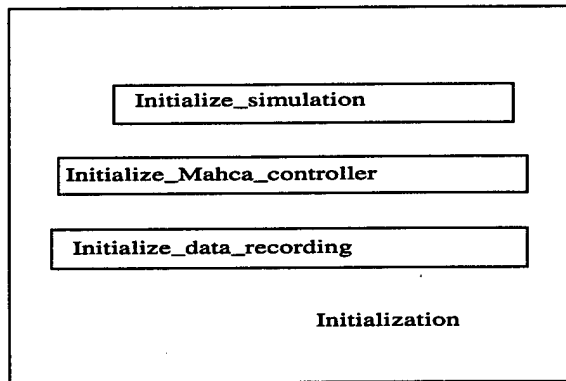 Initialize_simulation
Initialize_Mahca_controller
Initialize_data_recording
Initialization